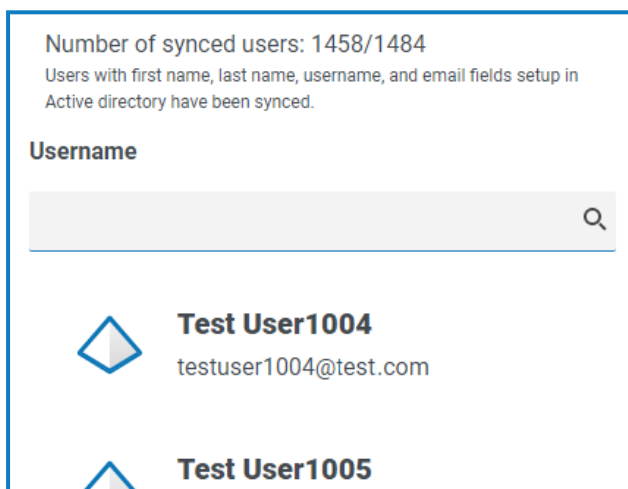 Number of synced users: 1458/1484
Users with first name, last name, username, and email fields setup in
Active directory have been synced.
Username
Test User1004
testuser1004@test.com
Test User1005